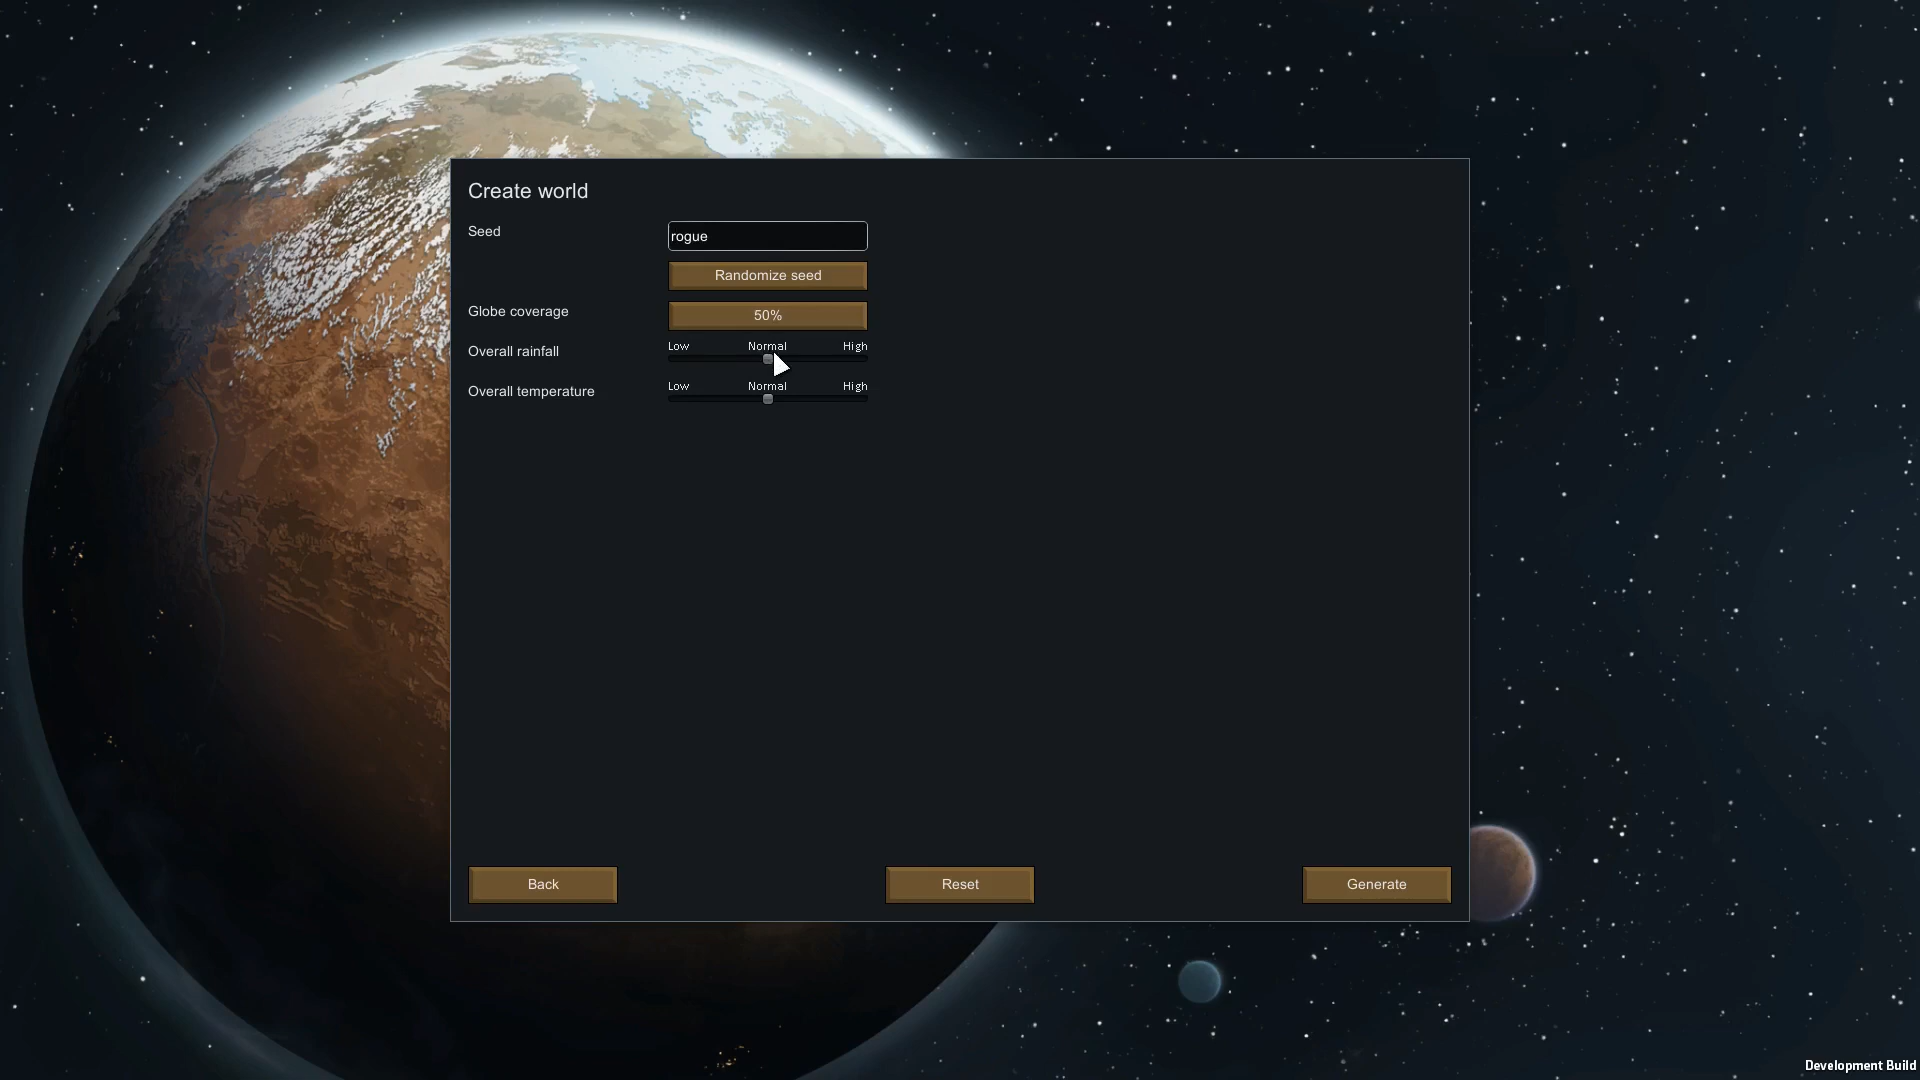 Create world
Seed
rogue
Randomize seed
Globe coverage
50%
Overall rainfall
Low Normal High
Overall temperature
Low Normal High
Back
Reset
Generate
Development Build